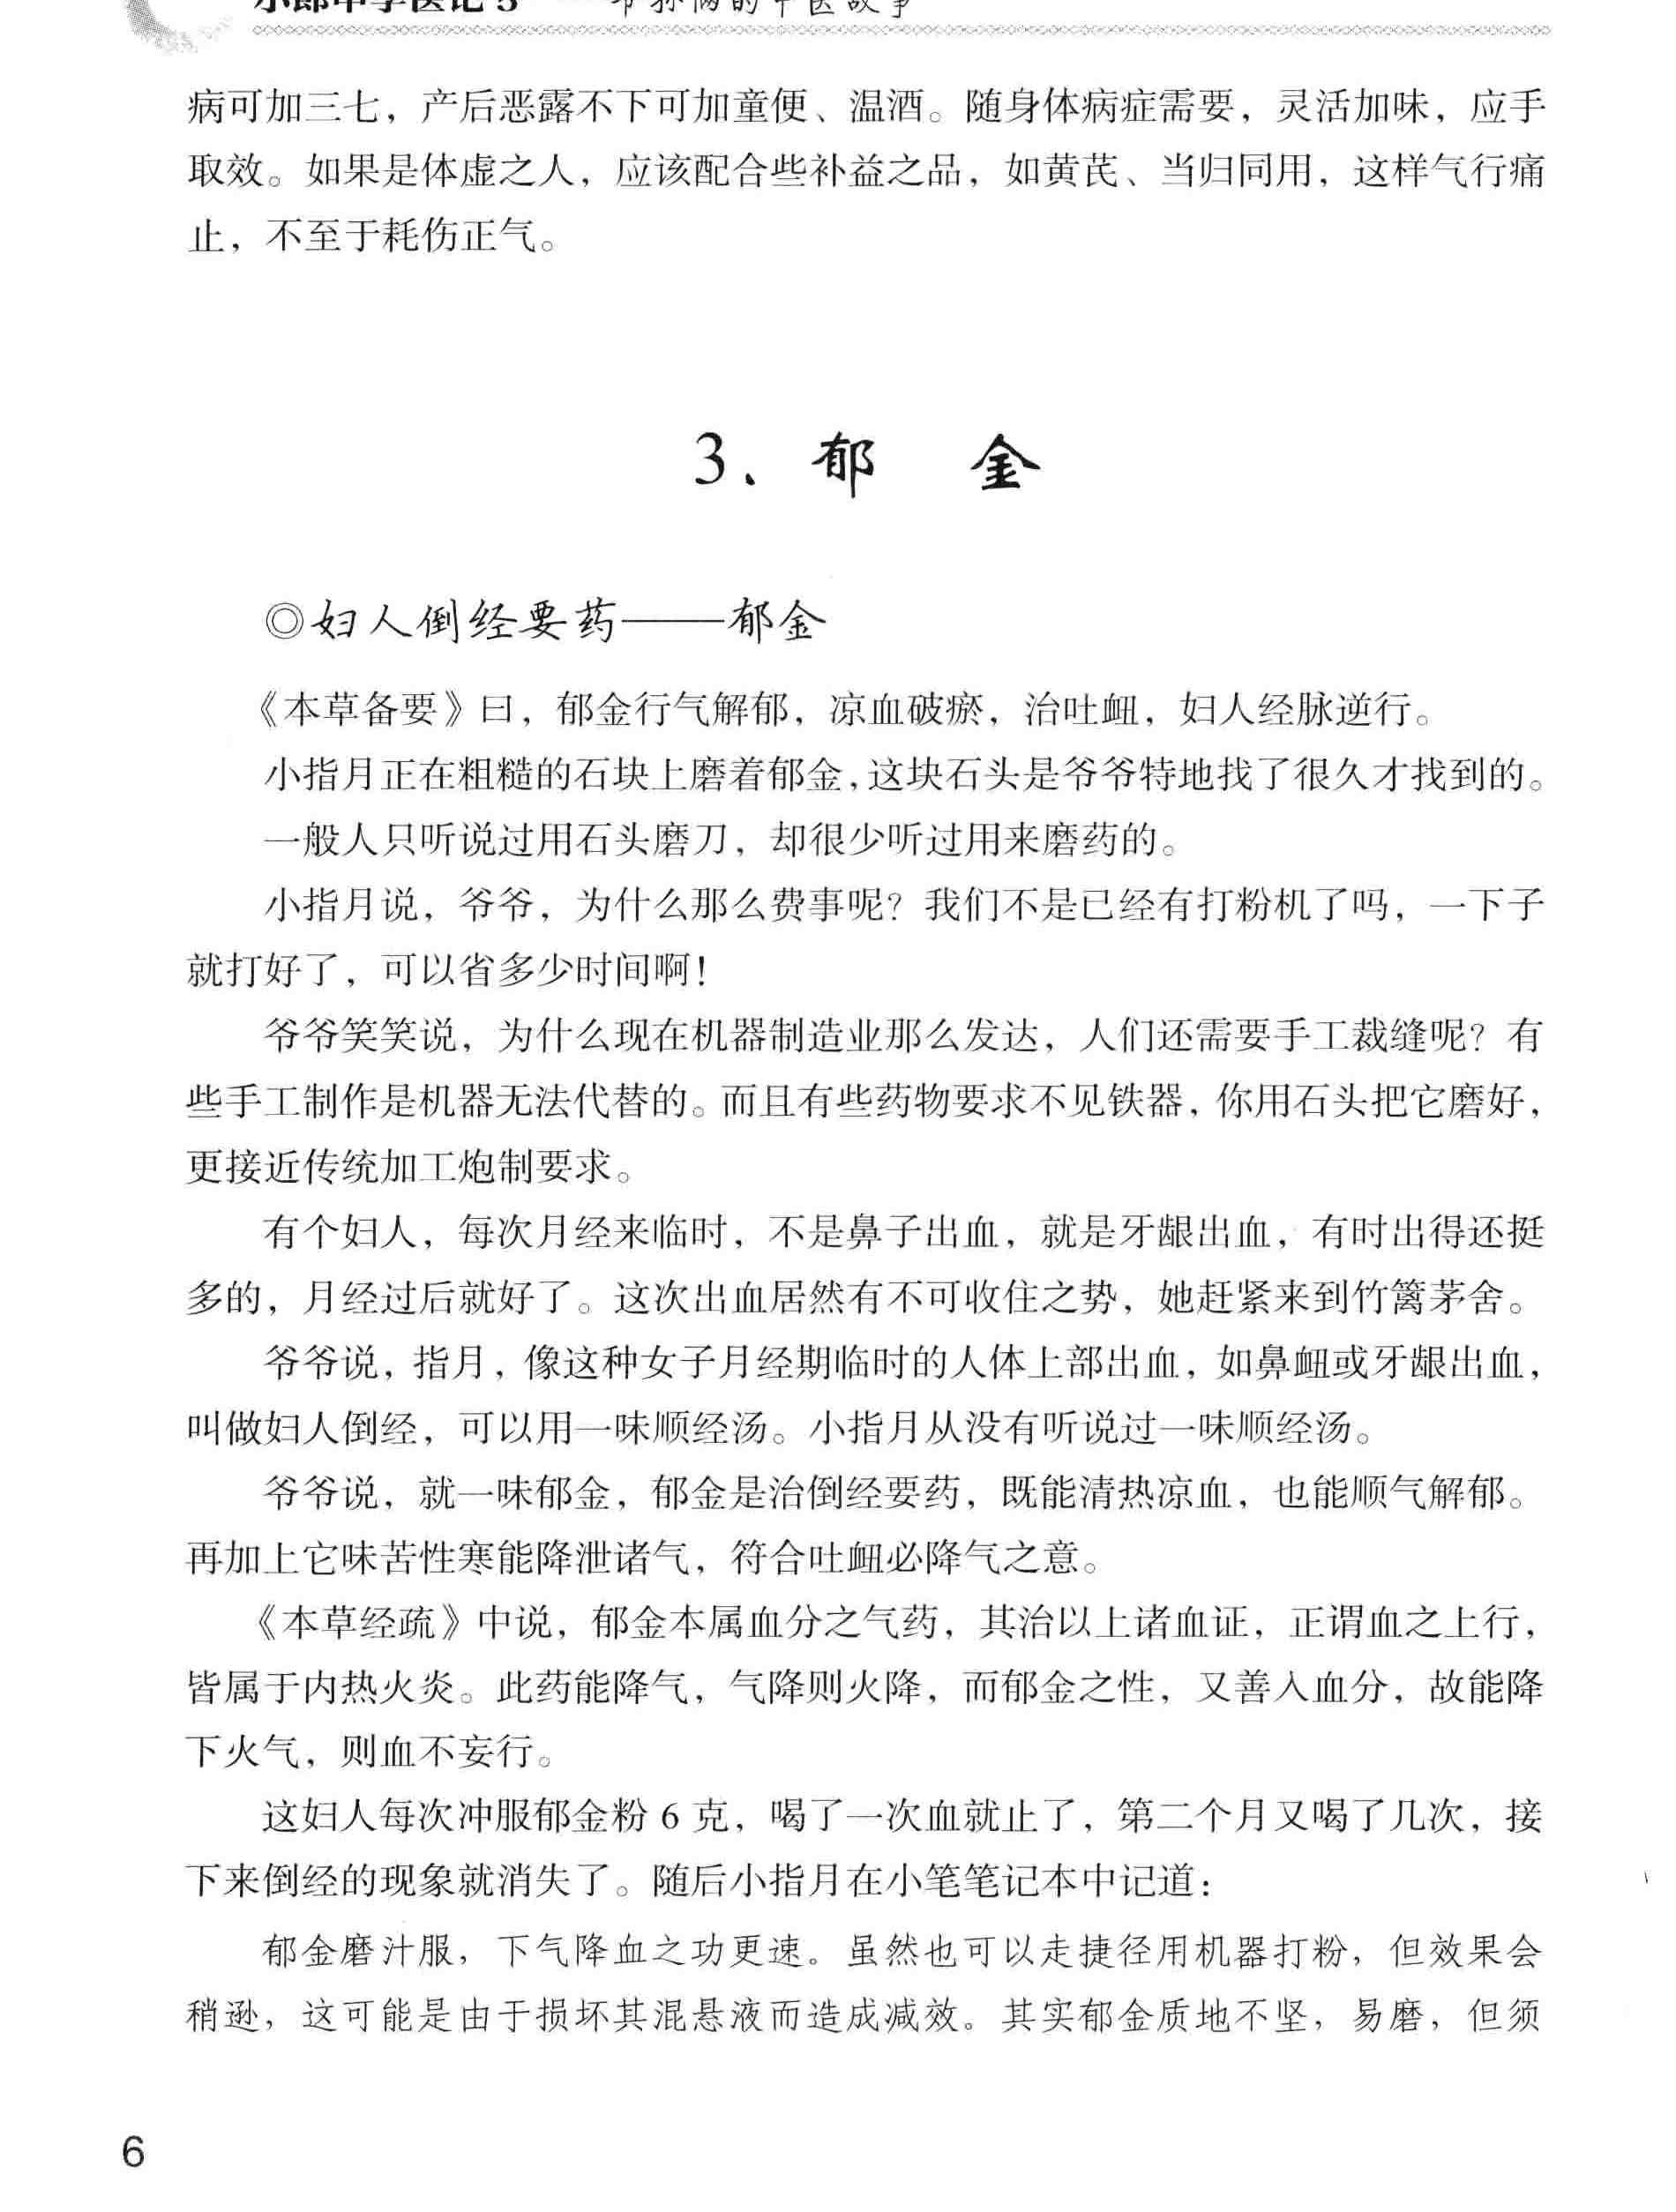 小郎中学医记5——爷孙俩的中医故事
病可加三七，产后恶露不下可加童便、温酒。随身体病症需要，灵活加味，应手
取效。如果是体虚之人，应该配合些补益之品，如黄芪、当归同用，这样气行痛
止，不至于耗伤正气。
3、郁 金
◎妇人倒经要药——郁金
《本草备要》曰，郁金行气解郁，凉血破瘀，治吐衄，妇人经脉逆行。
小指月正在粗糙的石块上磨着郁金，这块石头是爷爷特地找了很久才找到的。
一般人只听说过用石头磨刀，却很少听过用来磨药的。
小指月说，爷爷，为什么那么费事呢？我们不是已经有打粉机了吗，一下子
就打好了，可以省多少时间啊！
爷爷笑笑说，为什么现在机器制造业那么发达，人们还需要手工裁缝呢？有
些手工制作是机器无法代替的。而且有些药物要求不见铁器，你用石头把它磨好，
更接近传统加工炮制要求。
有个妇人，每次月经来临时，不是鼻子出血，就是牙龈出血，有时出得还挺
多的，月经过后就好了。这次出血居然有不可收住之势，她赶紧来到竹篱茅舍。
爷爷说，指月，像这种女子月经期临时的人体上部出血，如鼻衄或牙龈出血，
叫做妇人倒经，可以用一味顺经汤。小指月从没有听说过一味顺经汤。
爷爷说，就一味郁金，郁金是治倒经要药，既能清热凉血，也能顺气解郁。
再加上它味苦性寒能降泄诸气，符合吐衄必降气之意。
《本草经疏》中说，郁金本属血分之气药，其治以上诸血证，正谓血之上行，
皆属于内热火炎。此药能降气，气降则火降，而郁金之性，又善入血分，故能降
下火气，则血不妄行。
这妇人每次冲服郁金粉 6 克，喝了一次血就止了，第二个月又喝了几次，接
下来倒经的现象就消失了。随后小指月在小笔笔记本中记道：
郁金磨汁服，下气降血之功更速。虽然也可以走捷径用机器打粉，但效果会
稍逊，这可能是由于损坏其混悬液而造成减效。其实郁金质地不坚，易磨，但须
6